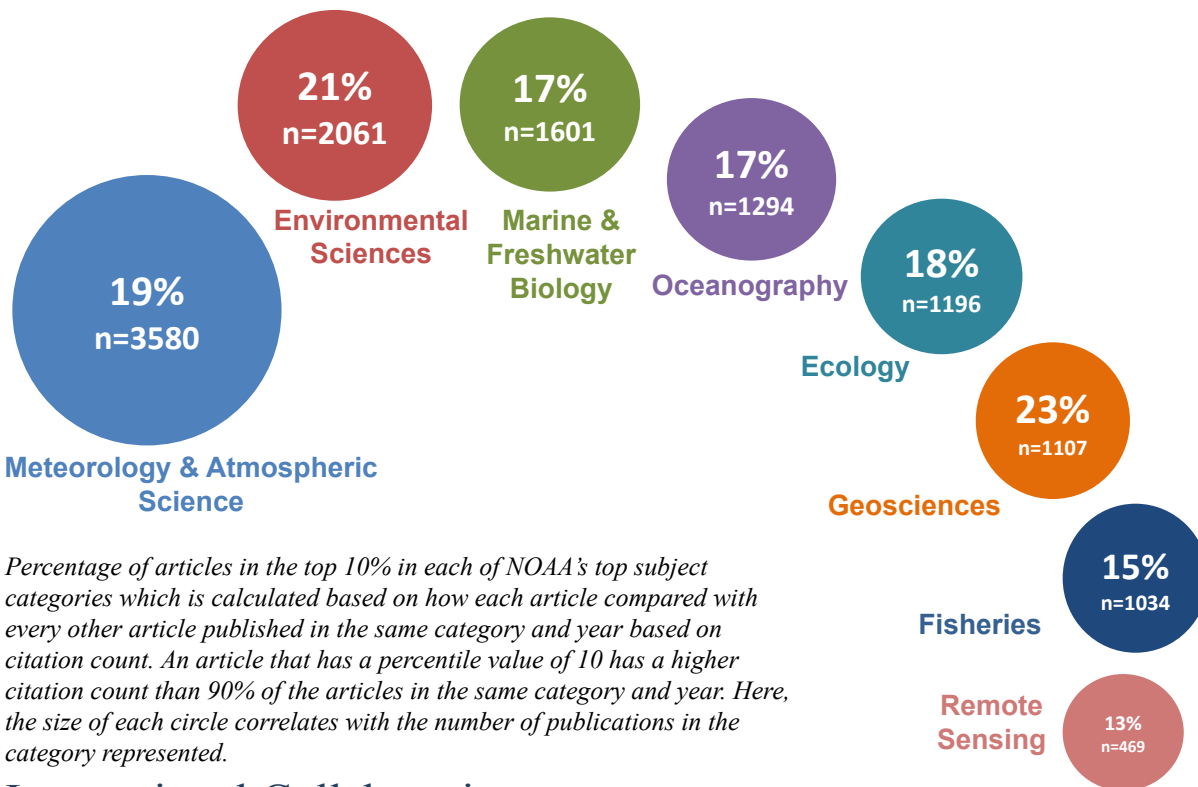 21%
n=2061
Environmental
Sciences
17%
n=1601
Marine &
Freshwater
Biology
17%
n=1294
Oceanography
18%
n=1196
Ecology
19%
n=3580
Meteorology & Atmospheric
Science
23%
n=1107
Geosciences
15%
n=1034
Fisheries
13%
n=469
Remote
Sensing
Percentage of articles in the top 10% in each of NOAA’s top subject
categories which is calculated based on how each article compared with
every other article published in the same category and year based on
citation count. An article that has a percentile value of 10 has a higher
citation count than 90% of the articles in the same category and year. Here,
the size of each circle correlates with the number of publications in the
category represented.